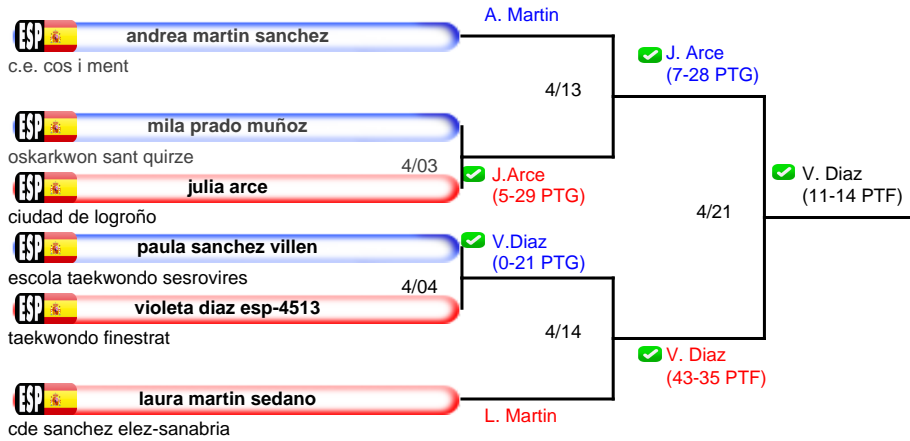 A. Martin
ESP andrea martin sanchez
c.e. cos i ment
J. Arce
(7-28 PTG)
4/13
ESP mila prado muñoz
oskarkwon sant quirze
4/03
J.Arce
(5-29 PTG)
ESP julia arce
ciudad de logroño
V. Diaz
(11-14 PTF)
4/21
ESP paula sanchez villen
escola taekwondo sesrovires
V.Diaz
(0-21 PTG)
4/04
ESP violeta diaz esp-4513
taekwondo finestrat
4/14
V. Diaz
(43-35 PTF)
ESP laura martin sedano
cde sanchez elez-sanabria
L. Martin